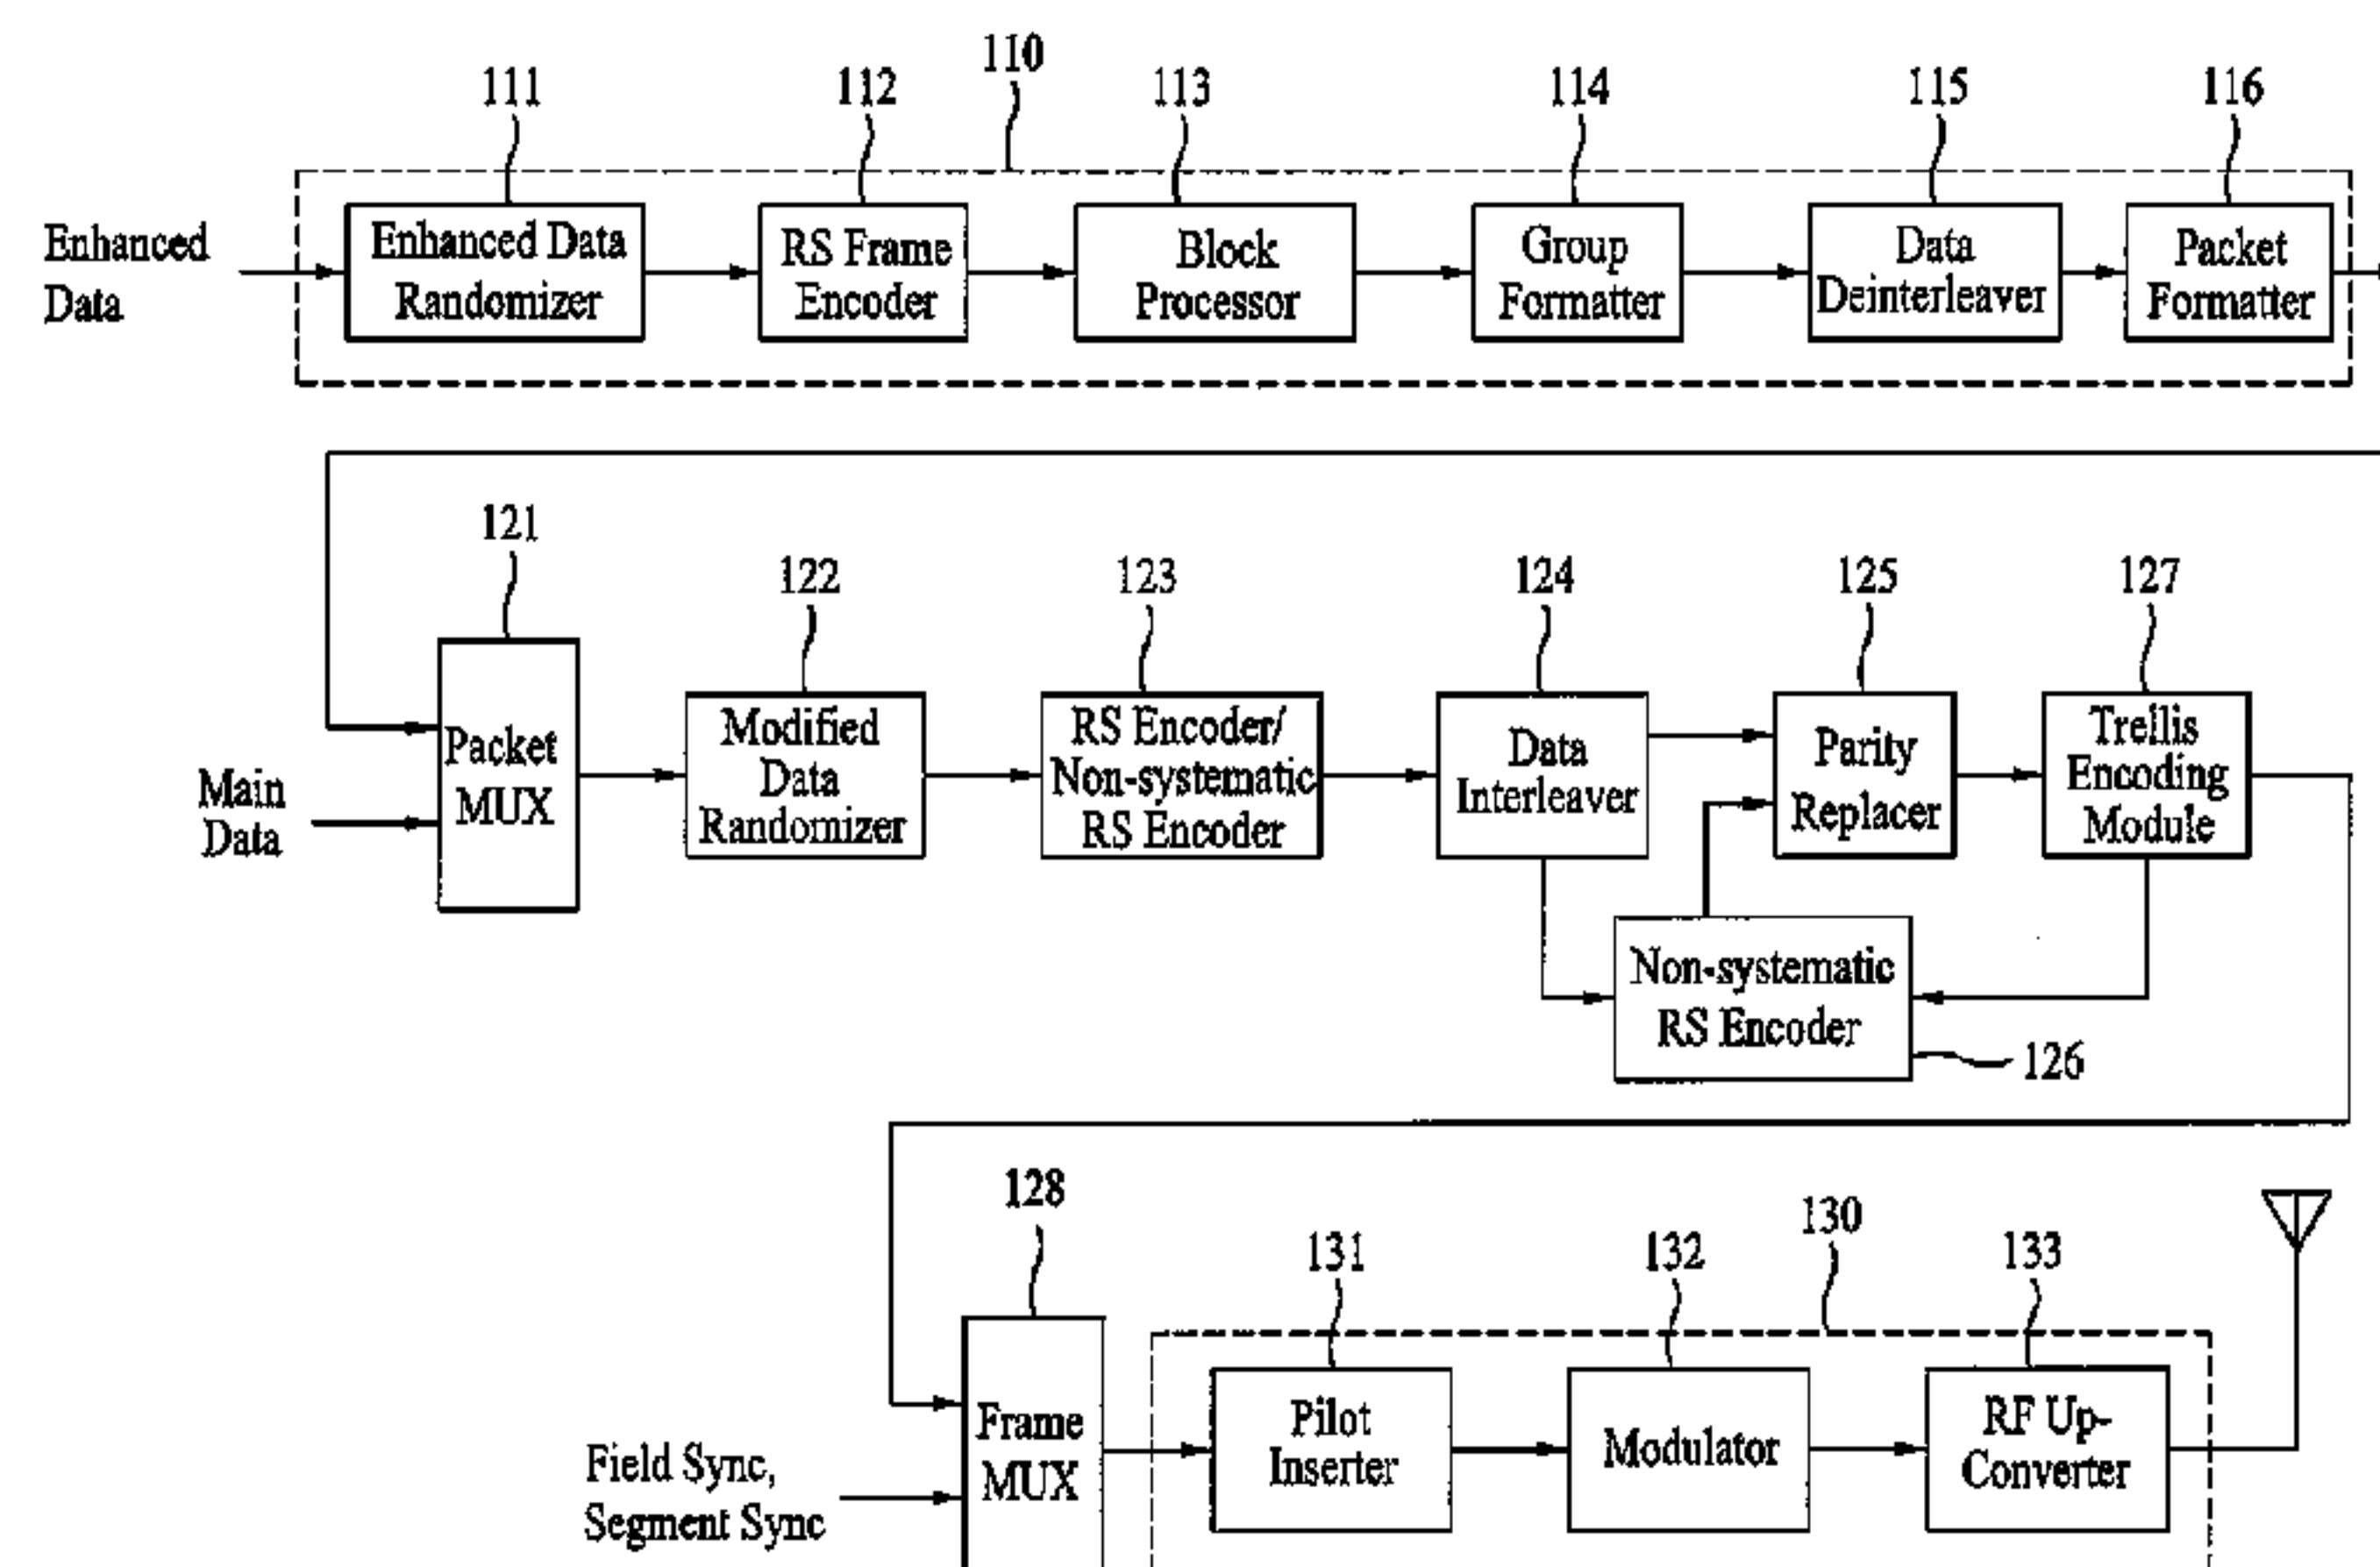 110
111
112
113
114
115
116
Enhanced
Data
Enhanced Data
Randomizer
RS Frame
Encoder
Block
Processor
Group
Formatter
Data
Deinterleaver
Packet
Formatter
121
122
123
124
125
127
Main
Data
Packet
MUX
Modified
Data
Randomizer
RS Encoder/
Non-systematic
RS Encoder
Data
Interleaver
Parity
Replacer
Trellis
Encoding
Module
Non-systematic
RS Encoder
126
128
130
131
132
133
Field Sync,
Segment Sync
Frame
MUX
Pilot
Inserter
Modulator
RF Up-
Converter